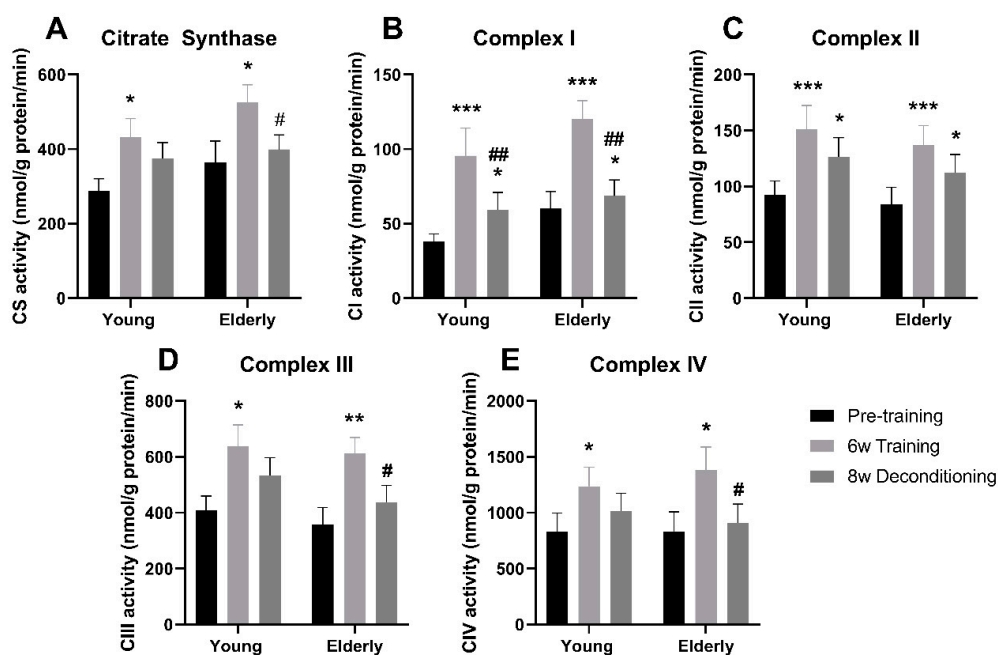 A
Citrate Synthase
CS activity (nmol/g protein/min)
600
400
200
0
Young Elderly
*
*
#
B
Complex I
CI activity (nmol/g protein/min)
150
100
50
0
Young Elderly
***
##
*
***
##
*
C
Complex II
CII activity (nmol/g protein/min)
200
150
100
50
0
Young Elderly
***
*
***
*
D
Complex III
CIII activity (nmol/g protein/min)
800
600
400
200
0
Young Elderly
*
**
#
E
Complex IV
CIV activity (nmol/g protein/min)
2000
1500
1000
500
0
Young Elderly
*
*
#
Pre-training
6w Training
8w Deconditioning